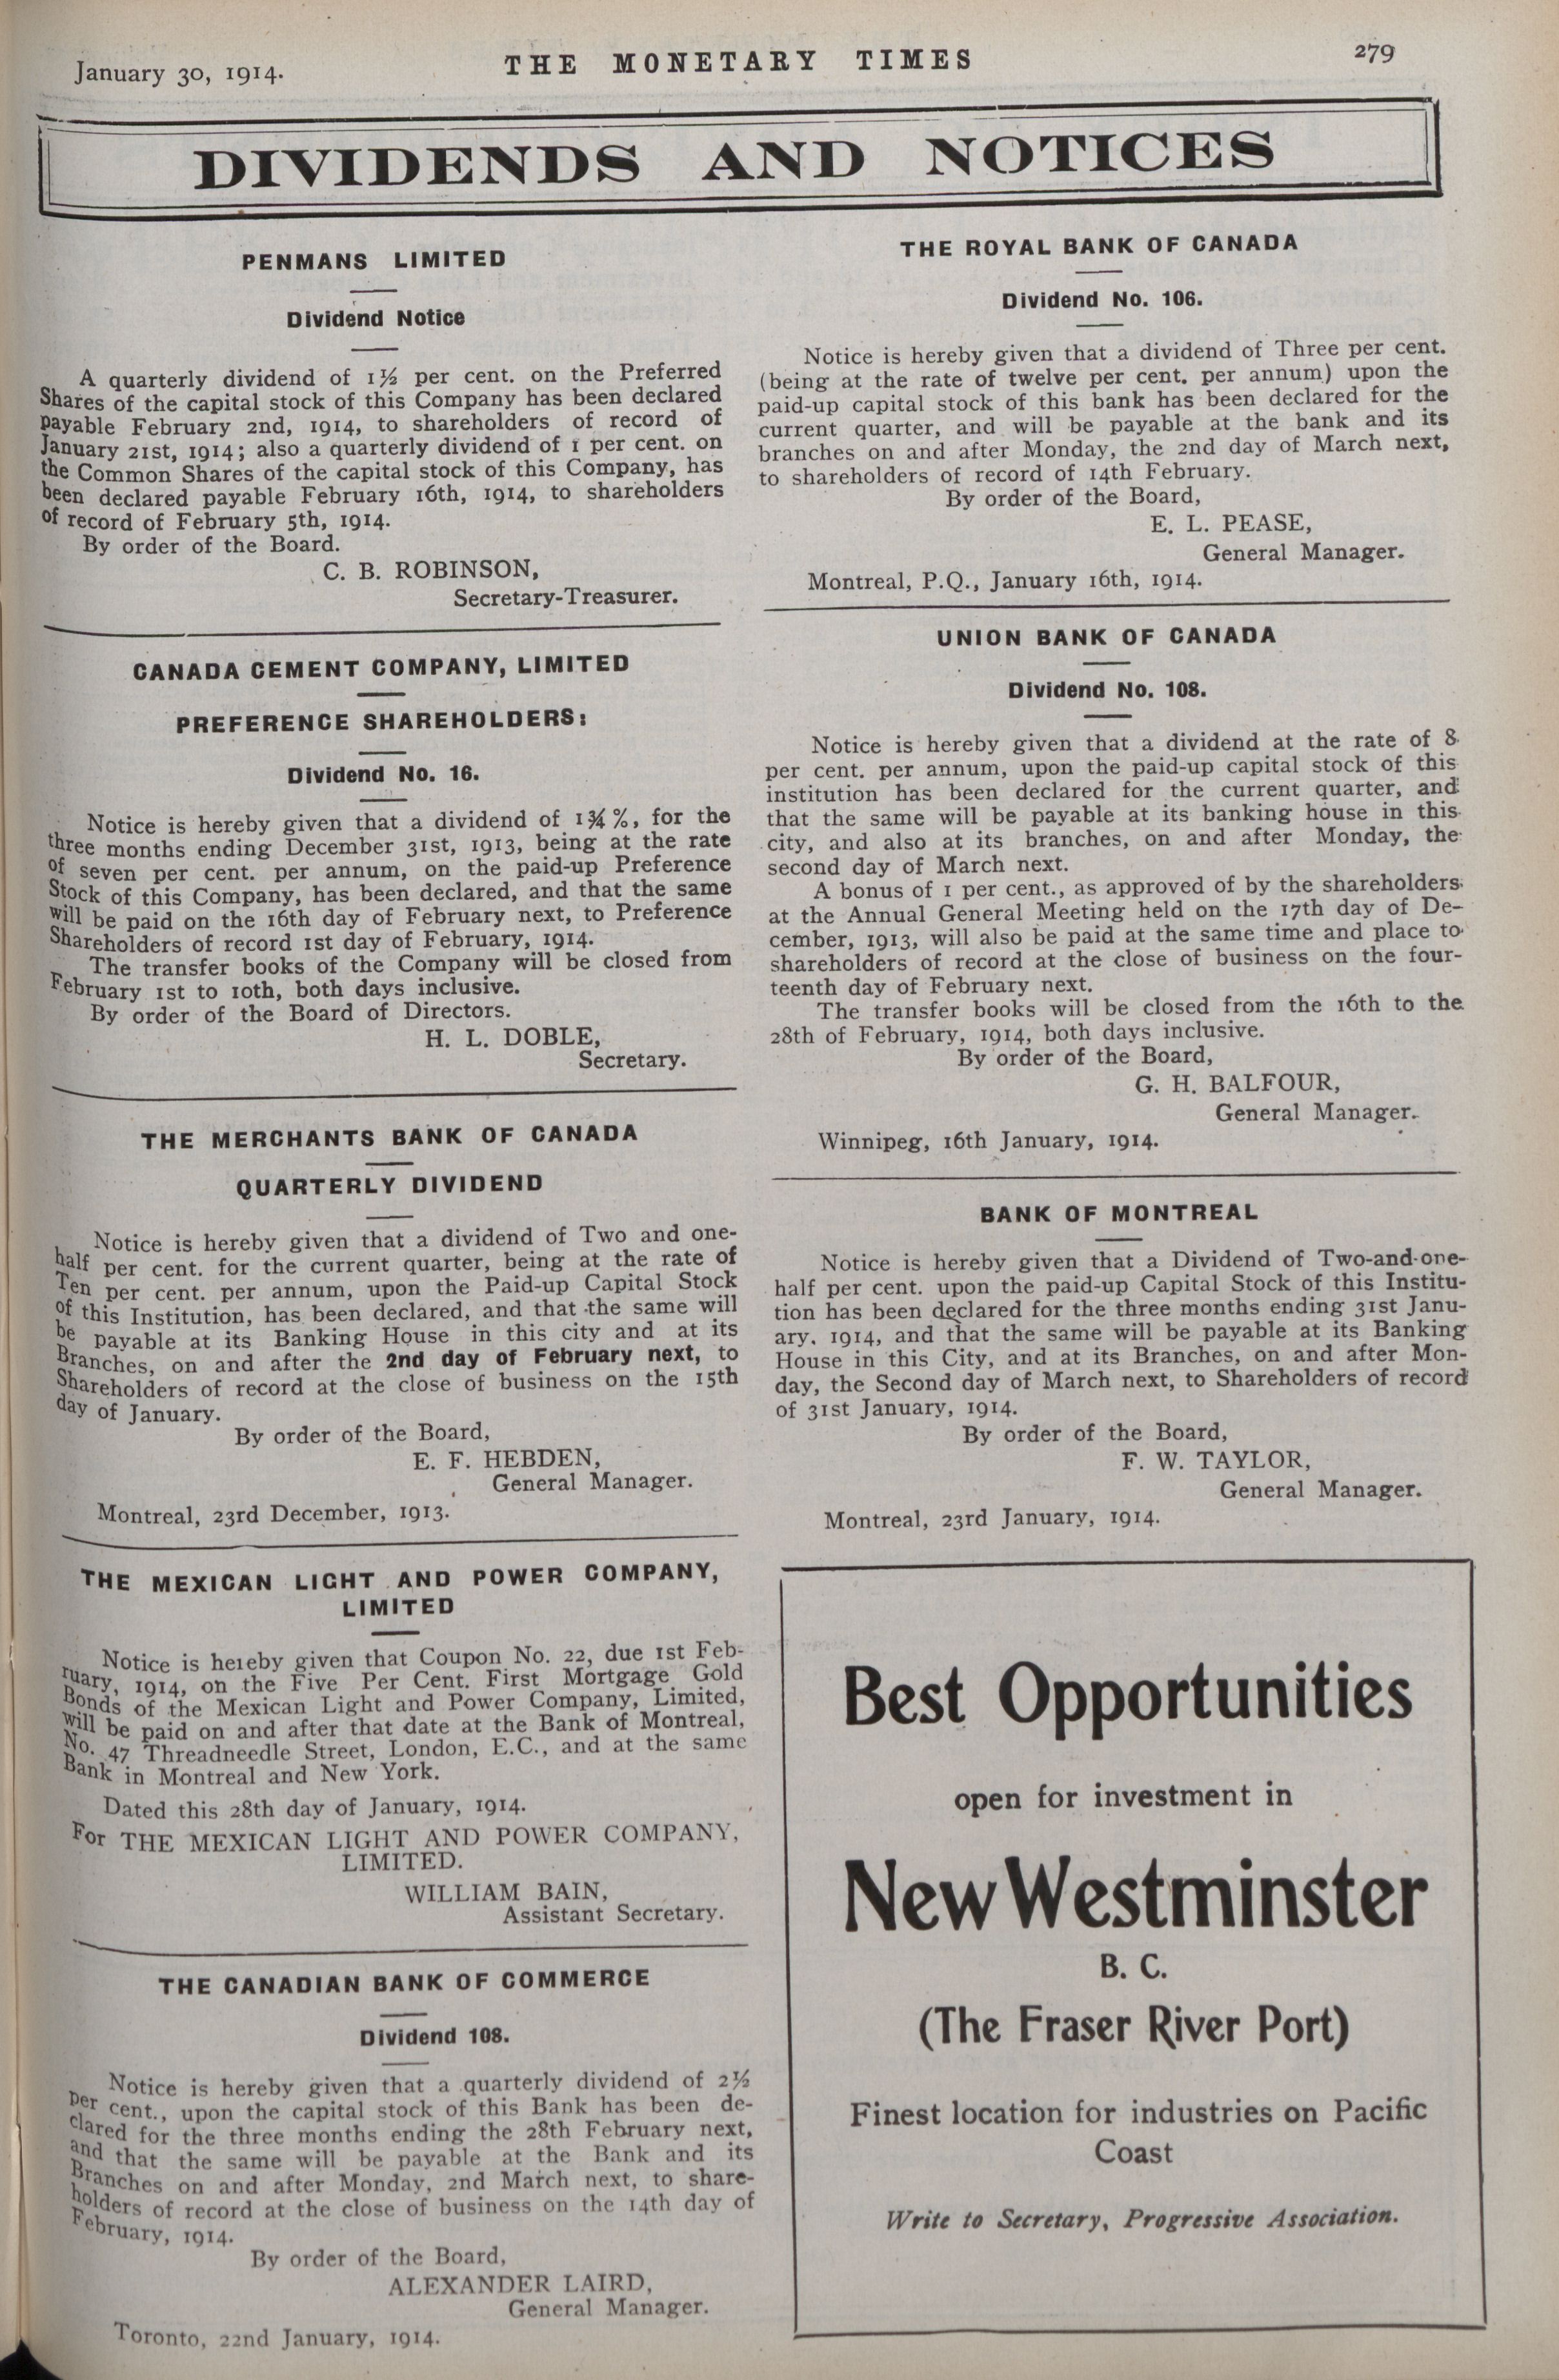 January 30, 1914.
THE MONETARY TIMES
279
DIVIDENDS AND NOTICES
PENMANS LIMITED
Dividend Notice
A quarterly dividend of 1½ per cent. on the Preferred
Shares of the capital stock of this Company has been declared
payable February 2nd, 1914, to shareholders of record of
January 21st, 1914; also a quarterly dividend of 1 per cent. on
the Common Shares of the capital stock of this Company, has
been declared payable February 16th, 1914, to shareholders
of record of February 5th, 1914.
By order of the Board.
C. B. ROBINSON,
Secretary-Treasurer.
CANADA CEMENT COMPANY, LIMITED
PREFERENCE SHAREHOLDERS:
Dividend No. 16.
Notice is hereby given that a dividend of 1¾ %, for the
three months ending December 31st, 1913, being at the rate
of seven per cent. per annum, on the paid-up Preference
Stock of this Company, has been declared, and that the same
will be paid on the 16th day of February next, to Preference
Shareholders of record 1st day of February, 1914.
The transfer books of the Company will be closed from
February 1st to 10th, both days inclusive.
By order of the Board of Directors.
H. L. DOBLE,
Secretary.
THE MERCHANTS BANK OF CANADA
QUARTERLY DIVIDEND
Notice is hereby given that a dividend of Two and one-
half per cent. for the current quarter, being at the rate of
Ten per cent. per annum, upon the Paid-up Capital Stock
of this Institution, has been declared, and that the same will
be payable at its Banking House in this city and at its
Branches, on and after the 2nd day of February next, to
Shareholders of record at the close of business on the 15th
day of January.
By order of the Board,
E. F. HEBDEN,
General Manager.
Montreal, 23rd December, 1913.
THE MEXICAN LIGHT AND POWER COMPANY,
LIMITED
Notice is hereby given that Coupon No. 22, due 1st Feb-
ruary, 1914, on the Five Per Cent. First Mortgage Gold
Bonds of the Mexican Light and Power Company, Limited,
will be paid on and after that date at the Bank of Montreal,
No. 47 Threadneedle Street, London, E.C., and at the same
Bank in Montreal and New York.
Dated this 28th day of January, 1914.
For THE MEXICAN LIGHT AND POWER COMPANY,
LIMITED.
WILLIAM BAIN,
Assistant Secretary.
THE CANADIAN BANK OF COMMERCE
Dividend 108.
Notice is hereby given that a quarterly dividend of 2½
per cent., upon the capital stock of this Bank has been de-
clared for the three months ending the 28th February next,
and that the same will be payable at the Bank and its
Branches on and after Monday, 2nd March next, to share-
holders of record at the close of business on the 14th day of
February, 1914.
By order of the Board,
ALEXANDER LAIRD,
General Manager.
Toronto, 22nd January, 1914.
THE ROYAL BANK OF CANADA
Dividend No. 106.
Notice is hereby given that a dividend of Three per cent.
(being at the rate of twelve per cent. per annum) upon the
paid-up capital stock of this bank has been declared for the
current quarter, and will be payable at the bank and its
branches on and after Monday, the 2nd day of March next,
to shareholders of record of 14th February.
By order of the Board,
E. L. PEASE,
General Manager.
Montreal, P.Q., January 16th, 1914.
UNION BANK OF CANADA
Dividend No. 108.
Notice is hereby given that a dividend at the rate of 8
per cent. per annum, upon the paid-up capital stock of this
institution has been declared for the current quarter, and
that the same will be payable at its banking house in this
city, and also at its branches, on and after Monday, the
second day of March next.
A bonus of 1 per cent., as approved of by the shareholders
at the Annual General Meeting held on the 17th day of De-
cember, 1913, will also be paid at the same time and place to
shareholders of record at the close of business on the four-
teenth day of February next.
The transfer books will be closed from the 16th to the
28th of February, 1914, both days inclusive.
By order of the Board,
G. H. BALFOUR,
General Manager.
Winnipeg, 16th January, 1914.
BANK OF MONTREAL
Notice is hereby given that a Dividend of Two-and-one-
half per cent. upon the paid-up Capital Stock of this Institu-
tion has been declared for the three months ending 31st Janu-
ary. 1914, and that the same will be payable at its Banking
House in this City, and at its Branches, on and after Mon-
day, the Second day of March next, to Shareholders of record
of 31st January, 1914.
By order of the Board,
F. W. TAYLOR,
General Manager.
Montreal, 23rd January, 1914.
Best Opportunities
open for investment in
New Westminster
B. C.
(The Fraser River Port)
Finest location for industries on Pacific
Coast
Write to Secretary, Progressive Association.